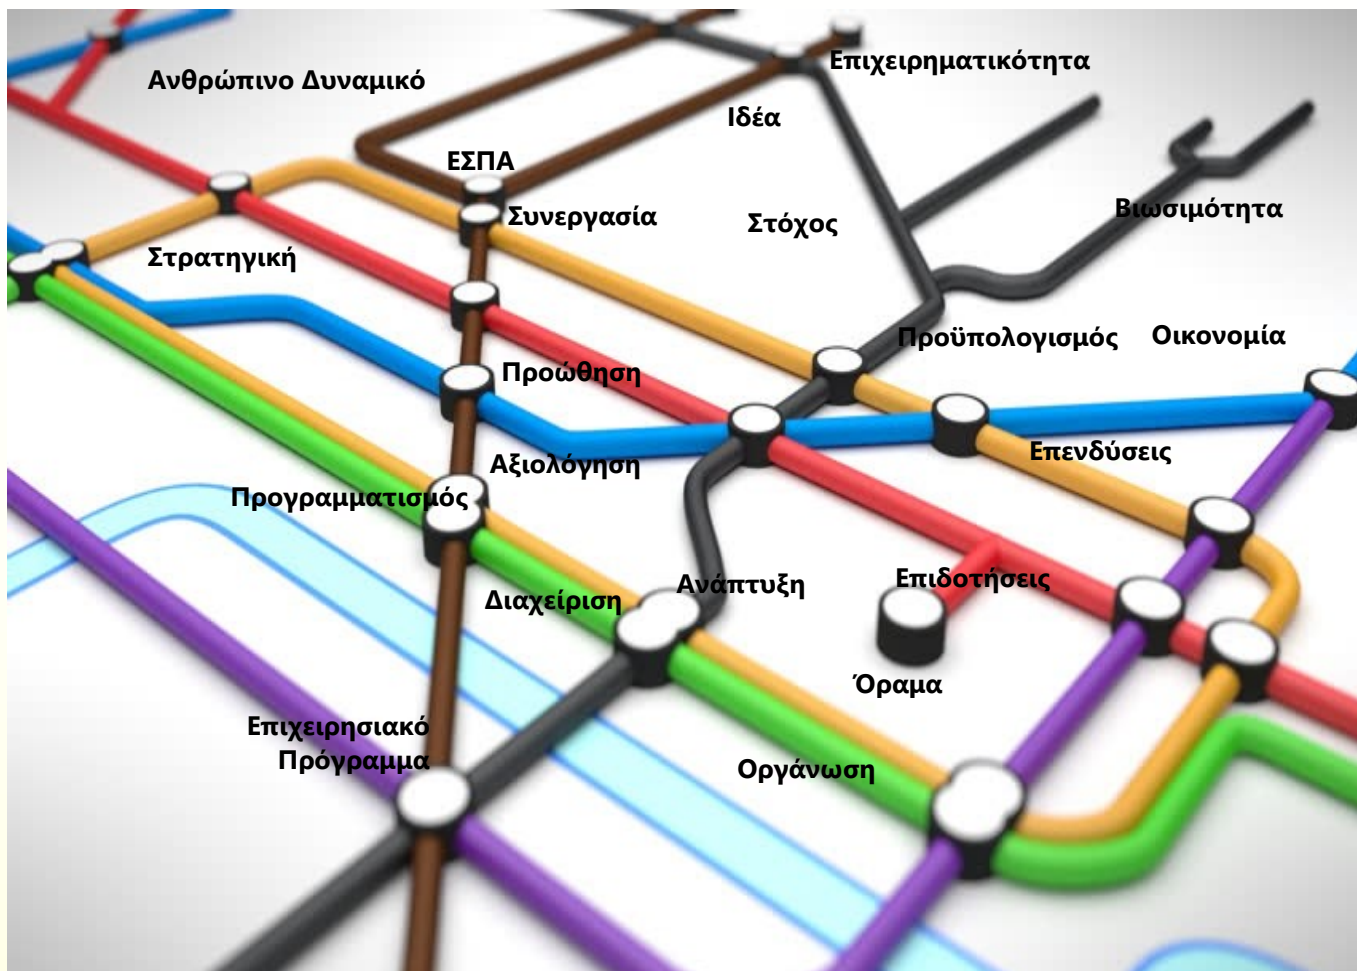 Επιχειρηματικότητα
Ανθρώπινο Δυναμικό
Ιδέα
ΕΣΠΑ
Βιωσιμότητα
Συνεργασία
Στόχος
Στρατηγική
Οικονομία
Προϋπολογισμός
Προώθηση
Επενδύσεις
Αξιολόγηση
Προγραμματισμός
Επιδοτήσεις
Ανάπτυξη
Διαχείριση
Όραμα
Επιχειρησιακό
Πρόγραμμα
Οργάνωση